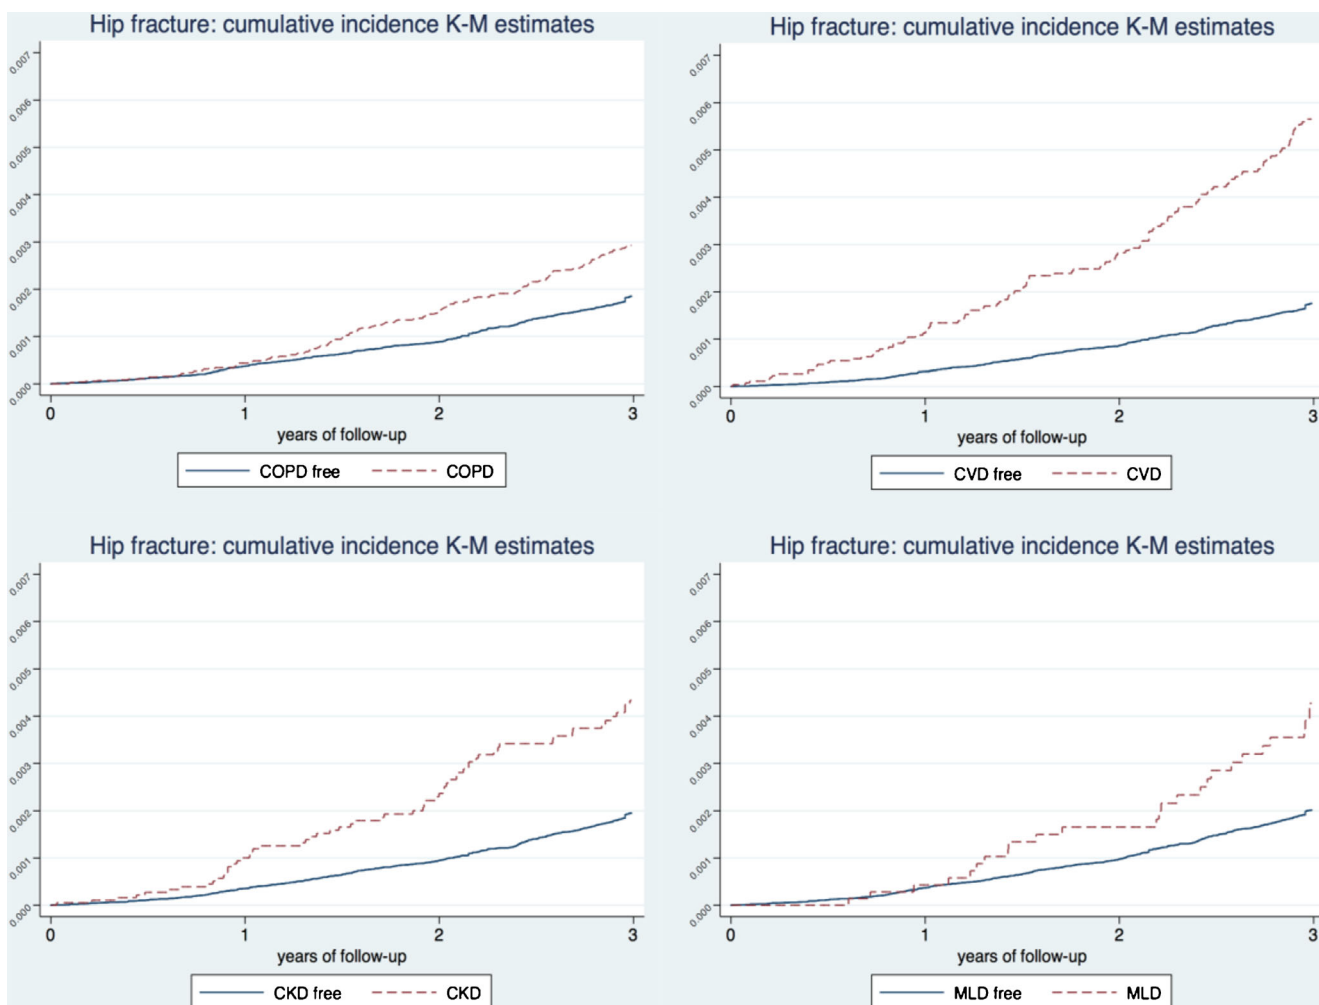 Hip fracture: cumulative incidence K-M estimates
0.007
0.006
0.005
0.004
0.003
0.002
0.001
0.000
0 1 2 3
years of follow-up
COPD free COPD
Hip fracture: cumulative incidence K-M estimates
0.007
0.006
0.005
0.004
0.003
0.002
0.001
0.000
0 1 2 3
years of follow-up
CVD free CVD
Hip fracture: cumulative incidence K-M estimates
0.007
0.006
0.005
0.004
0.003
0.002
0.001
0.000
0 1 2 3
years of follow-up
CKD free CKD
Hip fracture: cumulative incidence K-M estimates
0.007
0.006
0.005
0.004
0.003
0.002
0.001
0.000
0 1 2 3
years of follow-up
MLD free MLD